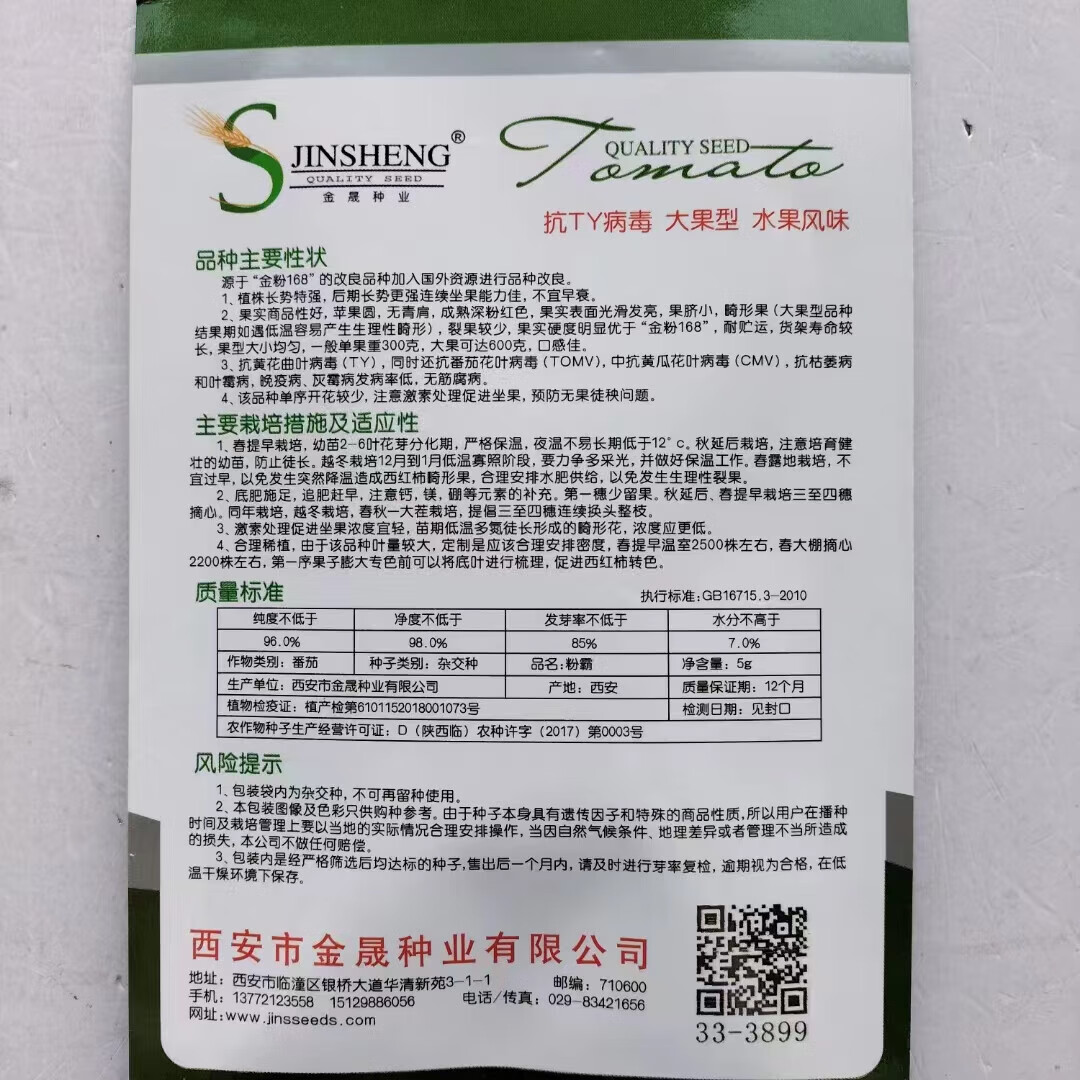 SJINSHENG®
QUALITY SEED
金晟种业
QUALITY SEED
Tomato
抗TY病毒 大果型 水果风味
品种主要性状
源于“金粉168”的改良品种加入国外资源进行品种改良。
1、植株长势特强，后期长势更强连续坐果能力佳，不宜早衰。
2、果实商品性好，苹果圆，无青肩，成熟深粉红色，果实表面光滑发亮，果脐小，畸形果（大果型品种
结果期如遇低温容易产生生理性畸形），裂果较少，果实硬度明显优于“金粉168”，耐贮运，货架寿命较
长，果型大小均匀，一般单果重300克，大果可达600克，口感佳。
3、抗黄花曲叶病毒（TY），同时还抗番茄花叶病毒（TOMV），中抗黄瓜花叶病毒（CMV），抗枯萎病
和叶霉病，晚疫病、灰霉病发病率低，无筋腐病。
4、该品种单序开花较少，注意激素处理促进坐果，预防无果徒秧问题。
主要栽培措施及适应性
1、春提早栽培，幼苗2-6叶花芽分化期，严格保温，夜温不易长期低于12°c。秋延后栽培，注意培育健
壮的幼苗，防止徒长。越冬栽培12月到1月低温寡照阶段，要力争多采光，并做好保温工作。春露地栽培，不
宜过早，以免发生突然降温造成西红柿畸形果，合理安排水肥供给，以免发生生理性裂果。
2、底肥施足，追肥赶早，注意钙，镁，硼等元素的补充。第一穗少留果。秋延后、春提早栽培三至四穗
摘心。同年栽培，越冬栽培，春秋一大茬栽培，提倡三至四穗连续换头整枝。
3、激素处理促进坐果浓度宜轻，苗期低温多氮徒长形成的畸形花，浓度应更低。
4、合理稀植，由于该品种叶量较大，定制是应该合理安排密度，春提早温室2500株左右，春大棚摘心
2200株左右，第一序果子膨大专色前可以将底叶进行梳理，促进西红柿转色。
质量标准
执行标准：GB16715.3-2010
纯度不低于 净度不低于 发芽率不低于 水分不高于
96.0% 98.0% 85% 7.0%
作物类别：番茄 种子类别：杂交种 品名：粉霸 净含量：5g
生产单位：西安市金晟种业有限公司 产地：西安 质量保证期：12个月
植物检疫证：植产检第6101152018001073号 检测日期：见封口
农作物种子生产经营许可证：D（陕西临）农种许字（2017）第0003号
风险提示
1、包装袋内为杂交种，不可再留种使用。
2、本包装图像及色彩只供购种参考。由于种子本身具有遗传因子和特殊的商品性质，所以用户在播种
时间及栽培管理上要以当地的实际情况合理安排操作，当因自然气候条件、地理差异或者管理不当所造成
的损失，本公司不做任何赔偿。
3、包装内是经严格筛选后均达标的种子，售出后一个月内，请及时进行芽率复检，逾期视为合格，在低
温干燥环境下保存。
西安市金晟种业有限公司
地址：西安市临潼区银桥大道华清新苑3-1-1 邮编：710600
手机：13772123558 15129886056 电话/传真：029-83421656
网址：www.jinsseeds.com
33-3899